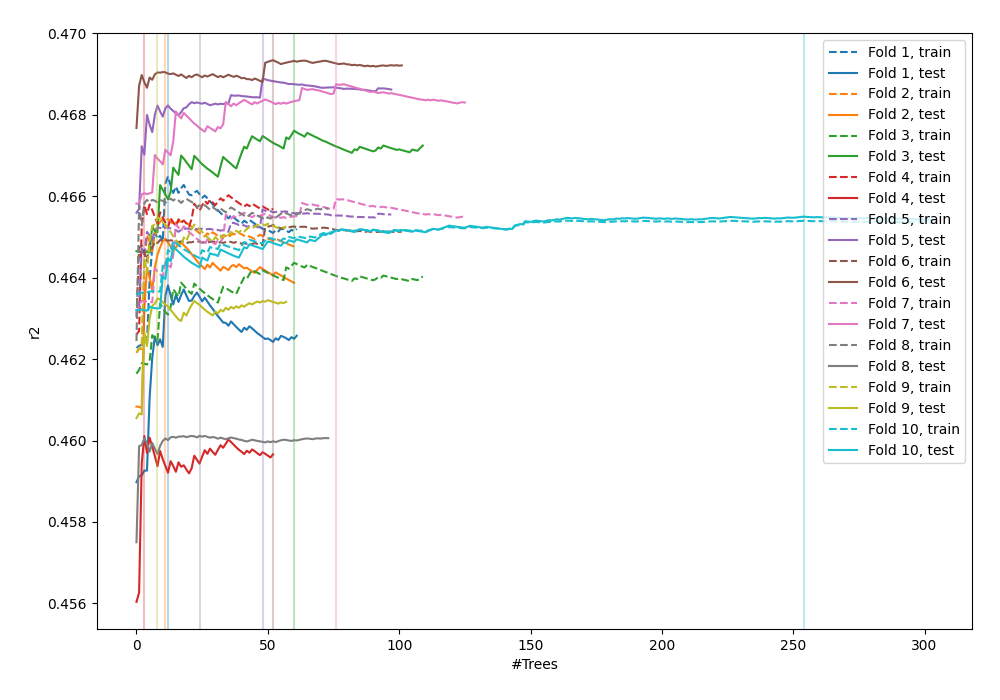 0.470
0.468
0.466
0.464
0.462
0.460
0.458
0.456
r2
0
50
100
150
200
250
300
#Trees
Fold 1, train
Fold 1, test
Fold 2, train
Fold 2, test
Fold 3, train
Fold 3, test
Fold 4, train
Fold 4, test
Fold 5, train
Fold 5, test
Fold 6, train
Fold 6, test
Fold 7, train
Fold 7, test
Fold 8, train
Fold 8, test
Fold 9, train
Fold 9, test
Fold 10, train
Fold 10, test